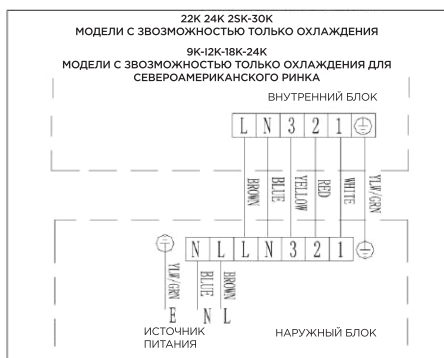 22K 24K 2SK-30K
МОДЕЛИ С ЗВОЗМОЖНОСТЬЮ ТОЛЬКО ОХЛАЖДЕНИЯ
9K-I2K-18K-24K
МОДЕЛИ С ЗВОЗМОЖНОСТЬЮ ТОЛЬКО ОХЛАЖДЕНИЯ ДЛЯ
СЕВЕРОАМЕРИКАНСКОГО РИНКА
ВНУТРЕННИЙ БЛОК
L N 3 2 1
BROWN BLUE YELLOW RED WHITE YLW/GRN
N L L N 3 2 1
YLW/GRN BLUE BROWN
E N L
ИСТОЧНИК
ПИТАНИЯ
НАРУЖНЫЙ БЛОК